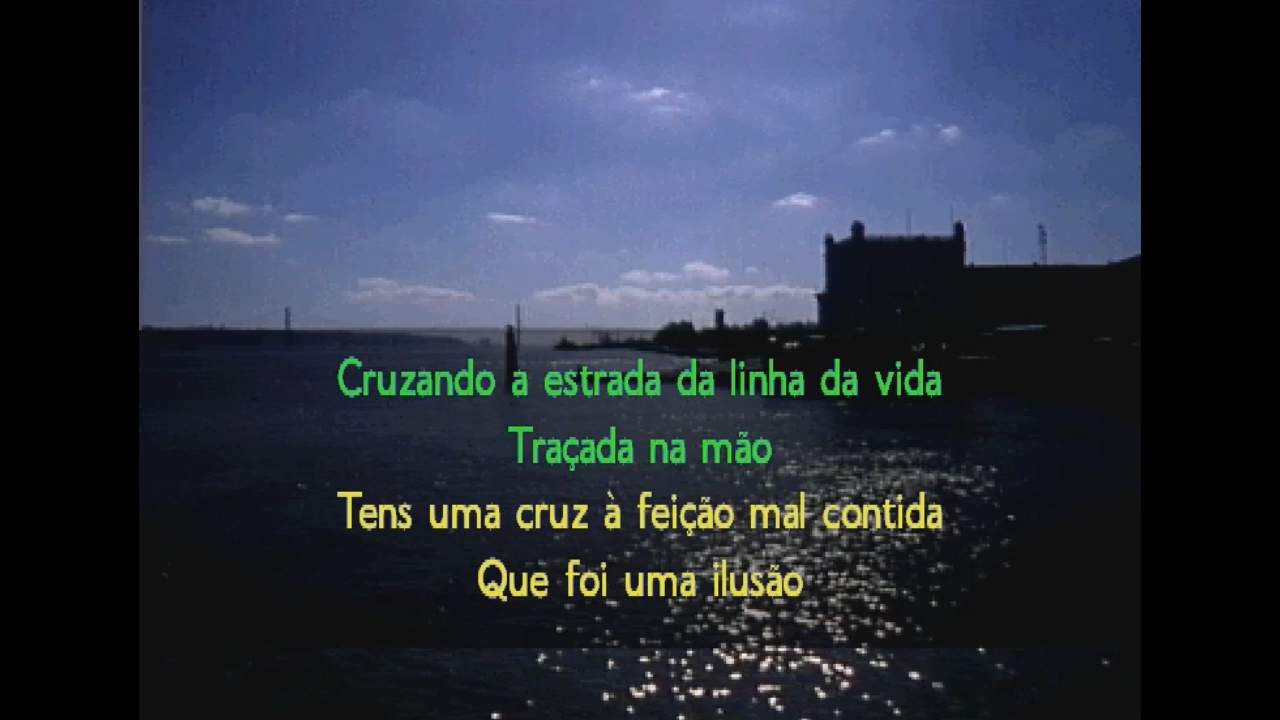 Cruzando a estrada da linha da vida
Traçada na mão
Tens uma cruz à feição mal contida
Que foi uma ilusão